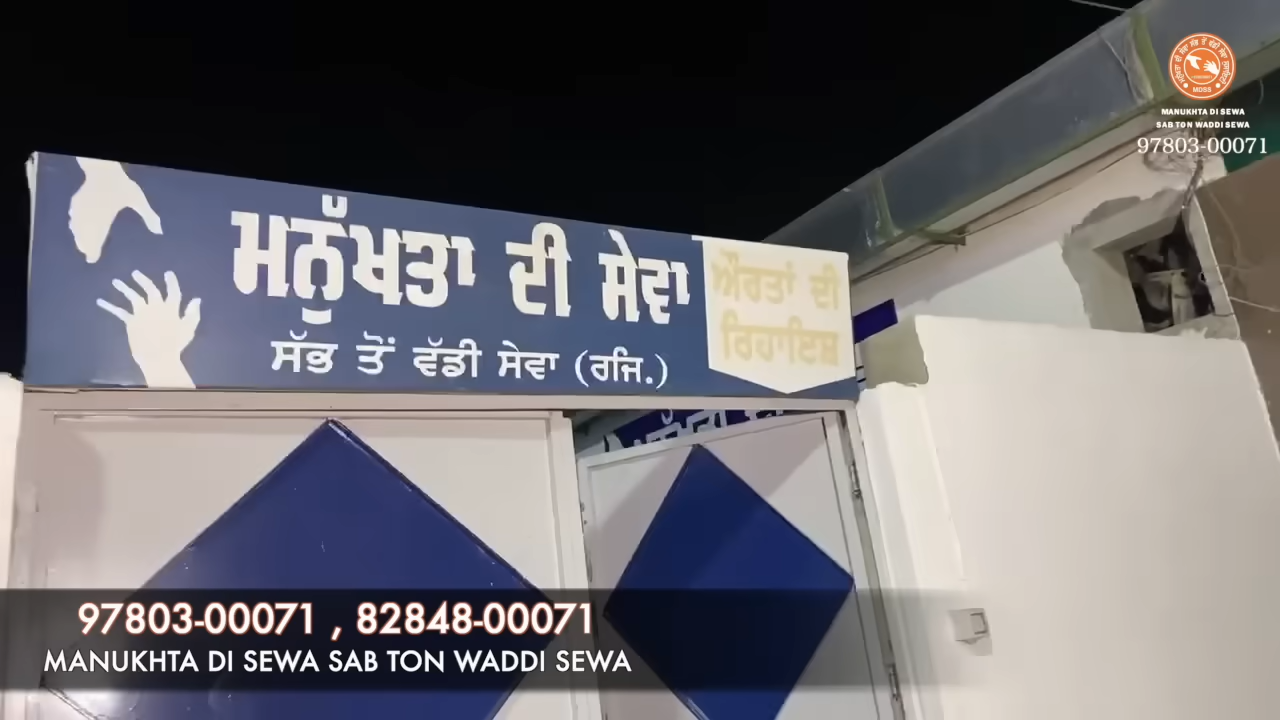 ਮਨੁੱਖਤਾ ਦੀ ਸੇਵਾ
ਸੱਭ ਤੋਂ ਵੱਡੀ ਸੇਵਾ (ਰਜਿ.)
ਔਰਤਾਂ ਦੀ
ਰਿਹਾਇਸ਼
MDSS
MANUKHTA DI SEWA
SAB TON WADDI SEWA
97803-00071
97803-00071 , 82848-00071
MANUKHTA DI SEWA SAB TON WADDI SEWA